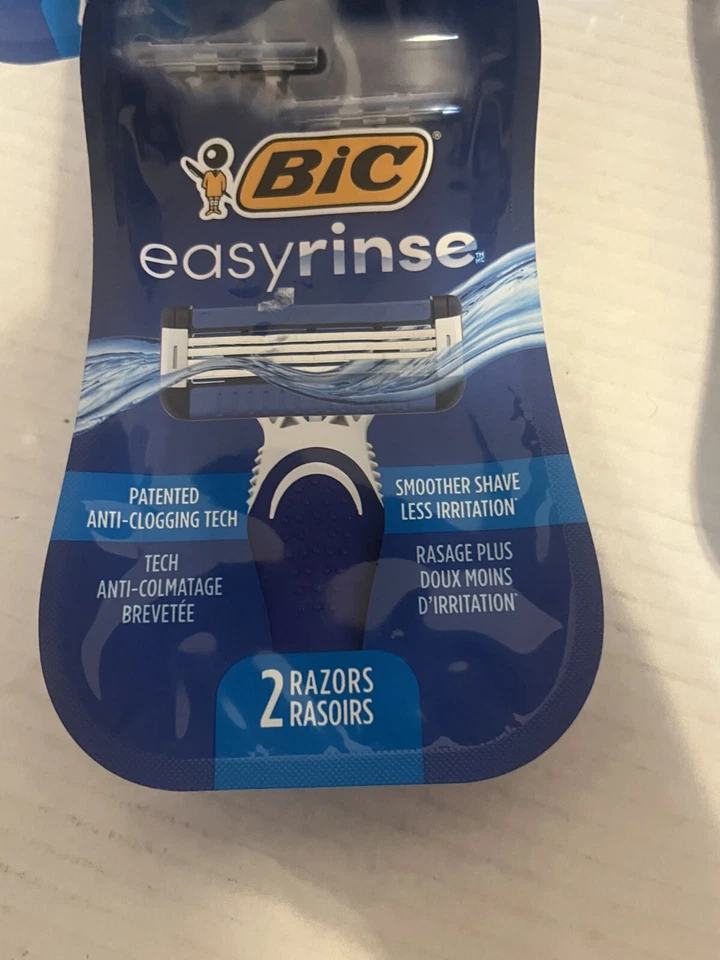 BiC®
easyrinse™
PATENTED
ANTI-CLOGGING TECH
TECH
ANTI-COLMATAGE
BREVETÉE
SMOOTHER SHAVE
LESS IRRITATION*
RASAGE PLUS
DOUX MOINS
D'IRRITATION*
2 RAZORS
RASOIRS